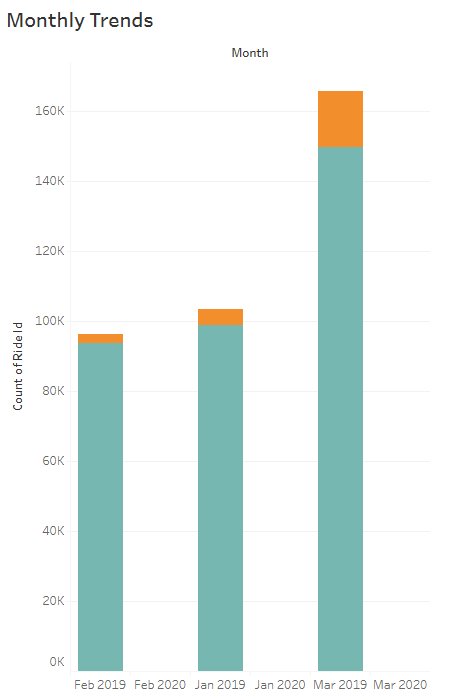 Monthly Trends
Month
160K
140K
120K
100K
80K
60K
40K
20K
0K
Count of Ride Id
Feb 2019 Feb 2020 Jan 2019 Jan 2020 Mar 2019 Mar 2020